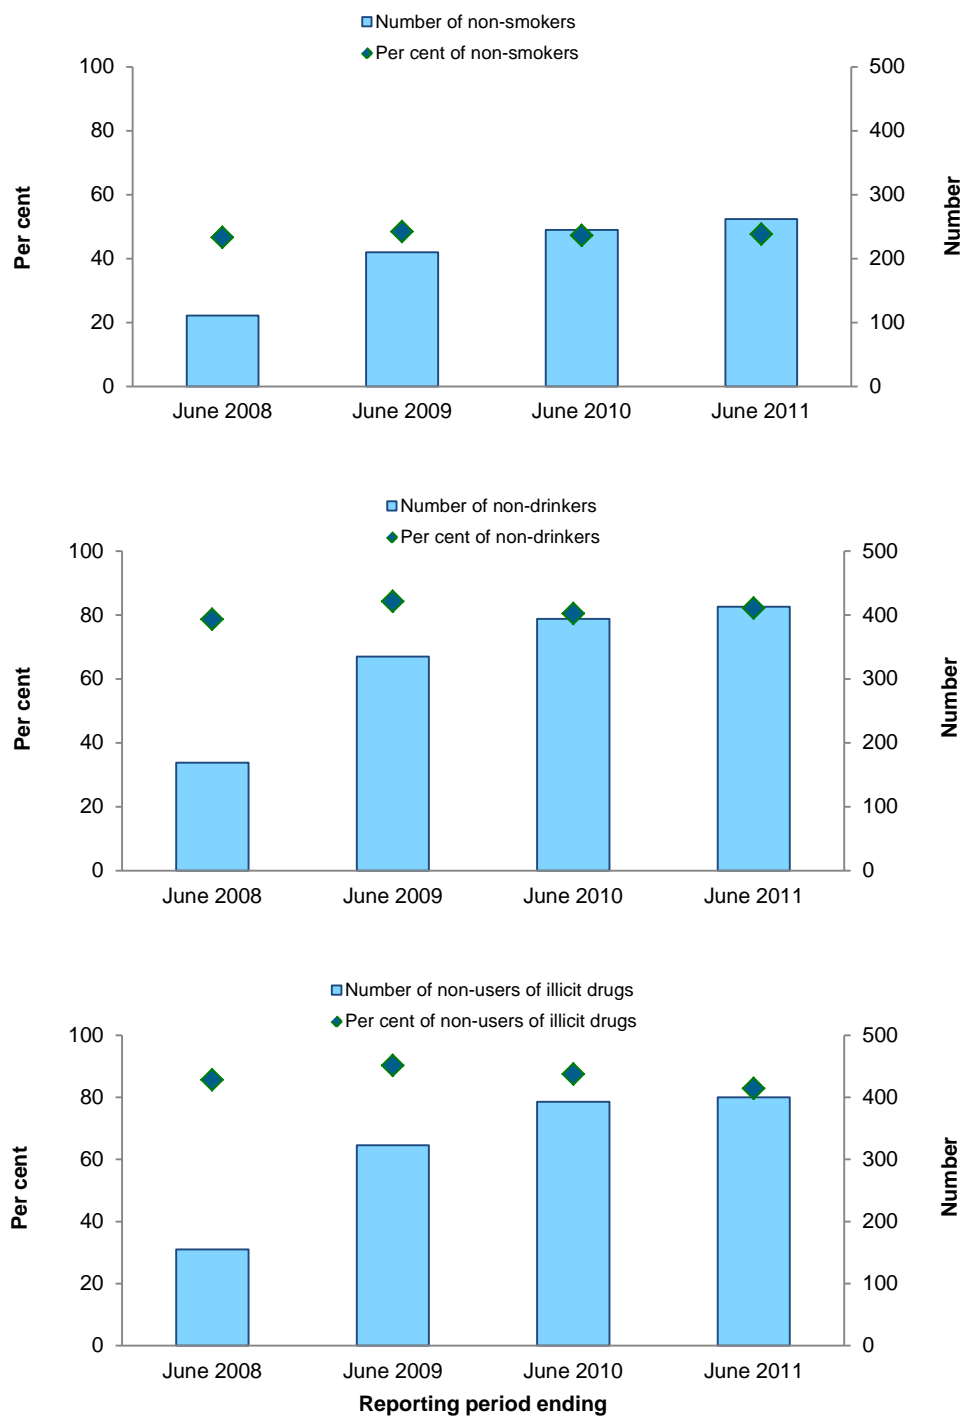 Number of non-smokers
Per cent of non-smokers
100 500
80 400
60 300
40 200
20 100
0 0
Per cent
Number
June 2008 June 2009 June 2010 June 2011
Number of non-drinkers
Per cent of non-drinkers
100 500
80 400
60 300
40 200
20 100
0 0
Per cent
Number
June 2008 June 2009 June 2010 June 2011
Number of non-users of illicit drugs
Per cent of non-users of illicit drugs
100 500
80 400
60 300
40 200
20 100
0 0
Per cent
Number
June 2008 June 2009 June 2010 June 2011
Reporting period ending